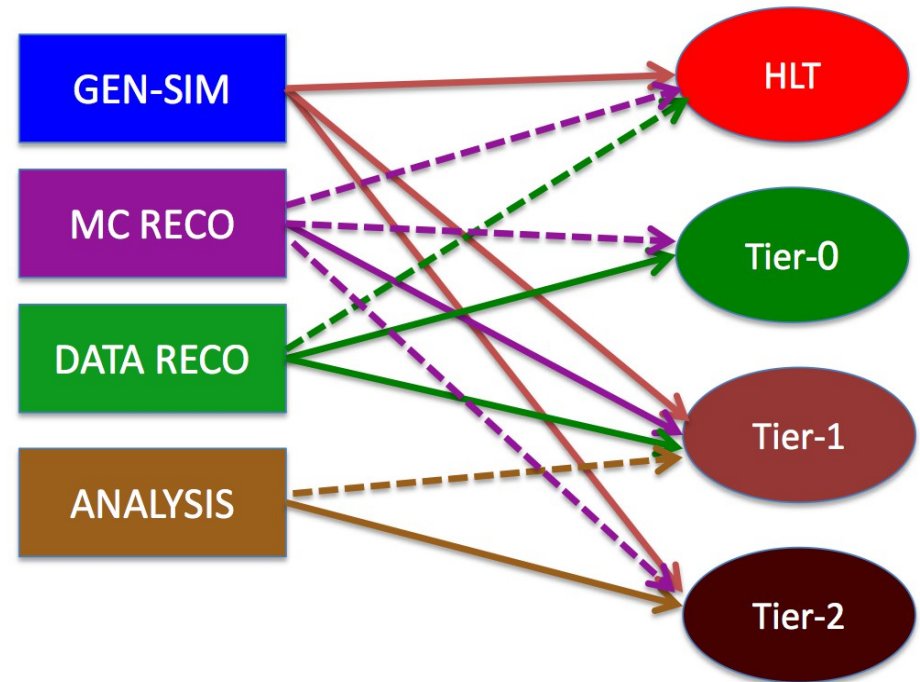 GEN-SIM
MC RECO
DATA RECO
ANALYSIS
HLT
Tier-0
Tier-1
Tier-2